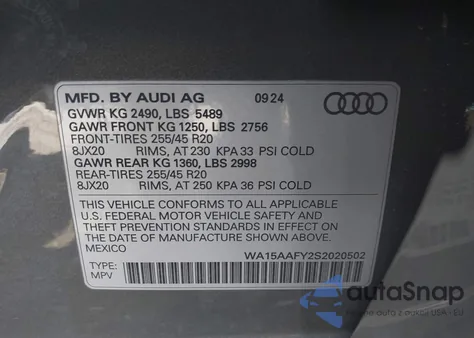 MFD. BY AUDI AG 09 24
GVWR KG 2490, LBS 5489
GAWR FRONT KG 1250, LBS 2756
FRONT-TIRES 255/45 R20
8JX20 RIMS, AT 230 KPA 33 PSI COLD
GAWR REAR KG 1360, LBS 2998
REAR-TIRES 255/45 R20
8JX20 RIMS, AT 250 KPA 36 PSI COLD
THIS VEHICLE CONFORMS TO ALL APPLICABLE
U.S. FEDERAL MOTOR VEHICLE SAFETY AND
THEFT PREVENTION STANDARDS IN EFFECT ON
THE DATE OF MANUFACTURE SHOWN ABOVE.
MEXICO
WA15AAFY2S2020502
TYPE:
MPV
autoSnap